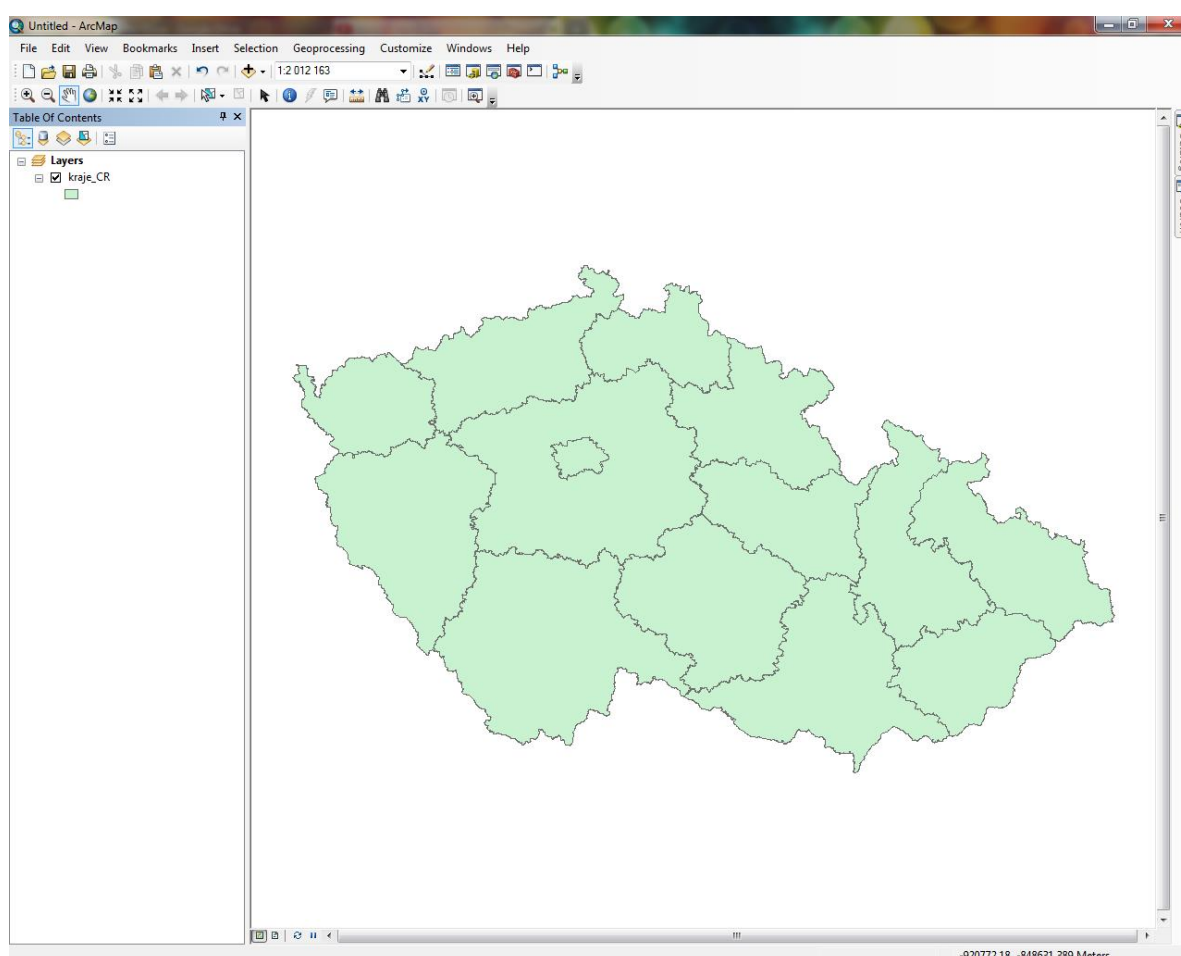 Untitled - ArcMap
File Edit View Bookmarks Insert Selection Geoprocessing Customize Windows Help
1:2 012 163
Table Of Contents
Layers
kraje_CR
-920772,18 -848631,389 Meters